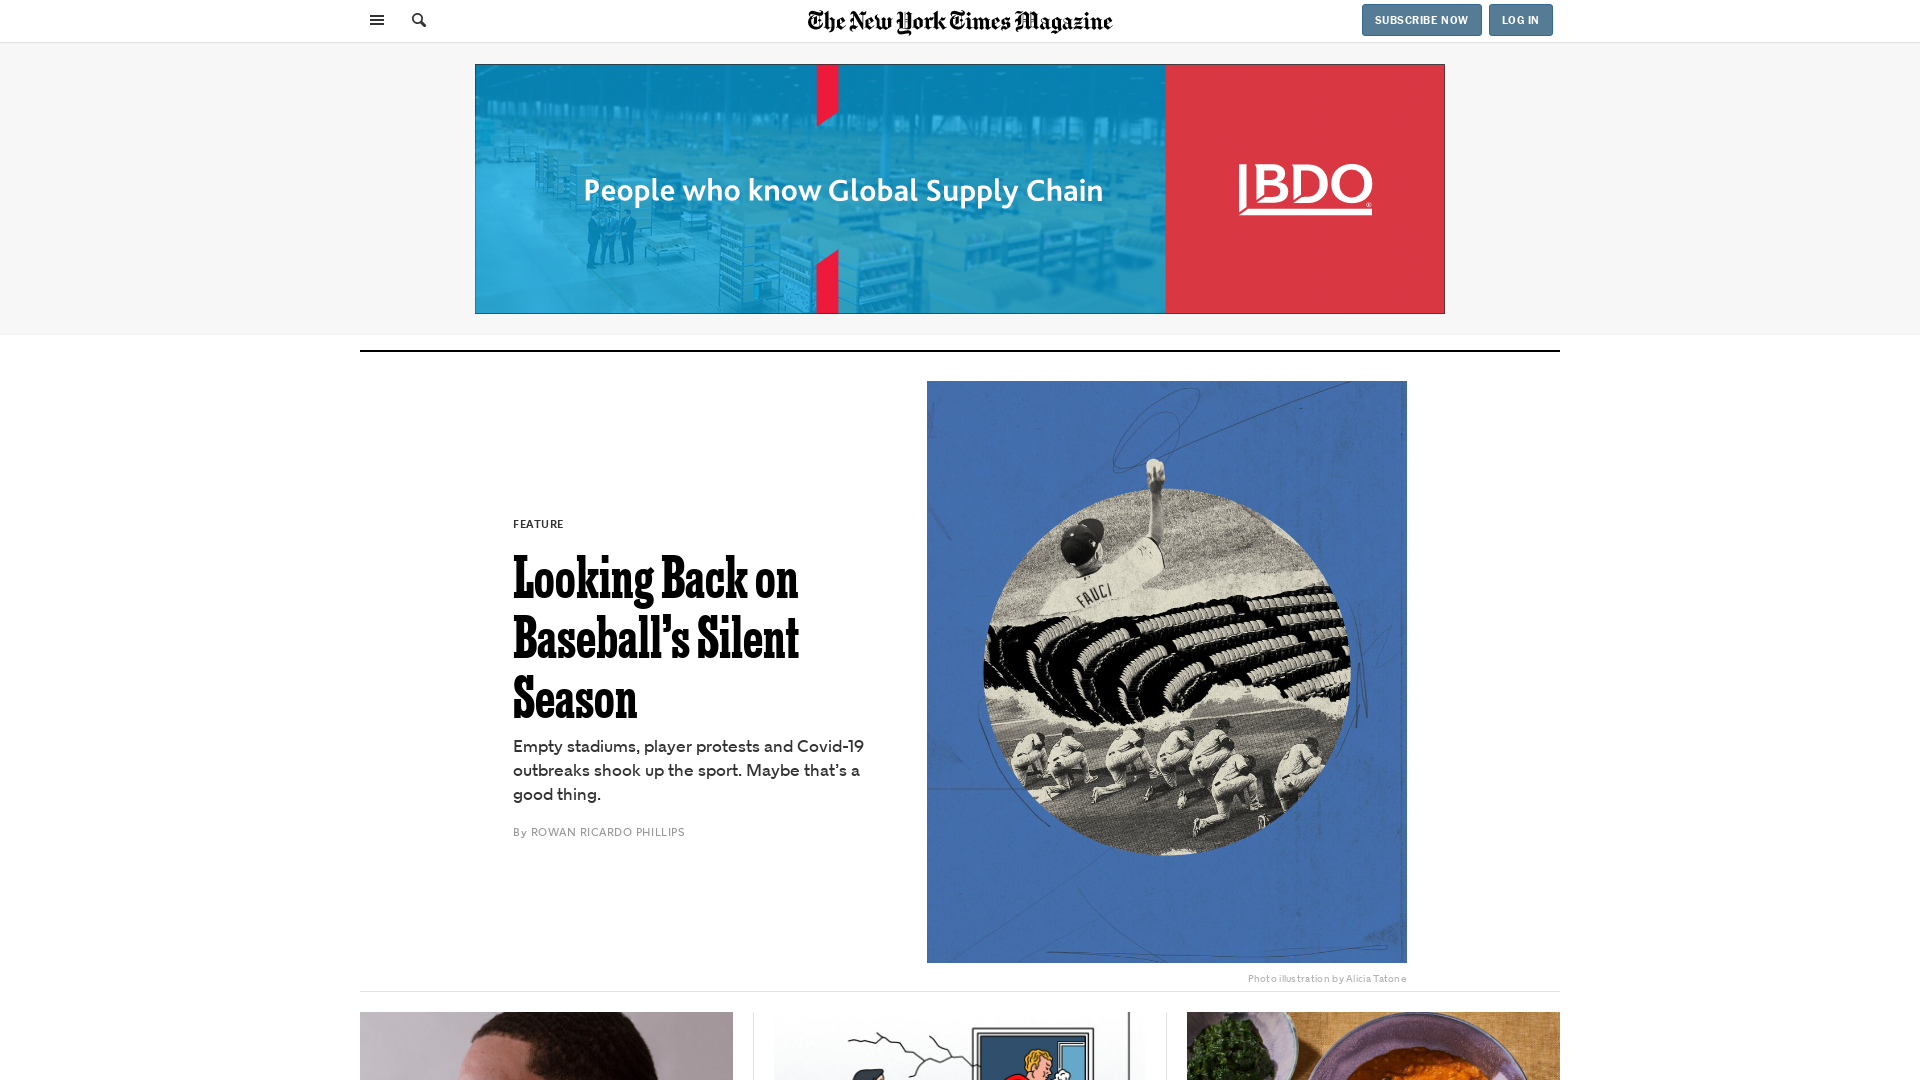 The New York Times Magazine
SUBSCRIBE NOW
LOG IN
People who know Global Supply Chain
BDO
FEATURE
Looking Back on
Baseball’s Silent
Season
Empty stadiums, player protests and Covid-19
outbreaks shook up the sport. Maybe that’s a
good thing.
By ROWAN RICARDO PHILLIPS
FAUCI
Photo illustration by Alicia Tatone